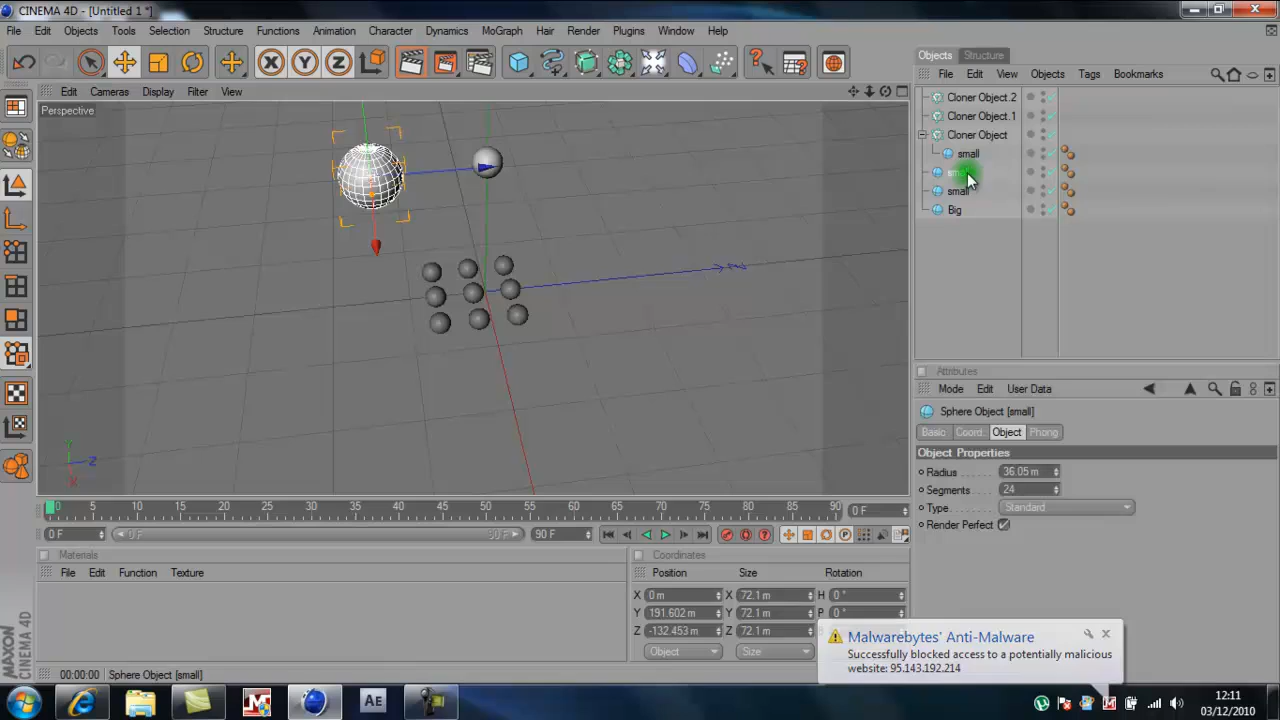 CINEMA 4D - [Untitled 1 *]
File Edit Objects Tools Selection Structure Functions Animation Character Dynamics MoGraph Hair Render Plugins Window Help
Objects Structure
File Edit View Objects Tags Bookmarks
Edit Cameras Display Filter View
Perspective
Cloner Object.2
Cloner Object.1
Cloner Object
small
small
small
Big
Y
Z
X
Attributes
Mode Edit User Data
Sphere Object [small]
Basic Coord. Object Phong
Object Properties
Radius 36.05 m
Segments 24
Type Standard
Render Perfect
0 5 10 15 20 25 30 35 40 45 50 55 60 65 70 75 80 85 90 0 F
0 F 0 F 90 F 90 F
Materials
File Edit Function Texture
Coordinates
Position Size Rotation
X 0 m X 72.1 m H 0 °
Y 191.602 m Y 72.1 m P 0 °
Z -132.453 m Z 72.1 m
Object Size
MAXON
CINEMA 4D
00:00:00 Sphere Object [small]
Malwarebytes' Anti-Malware
Successfully blocked access to a potentially malicious
website: 95.143.192.214
AE
12:11
03/12/2010